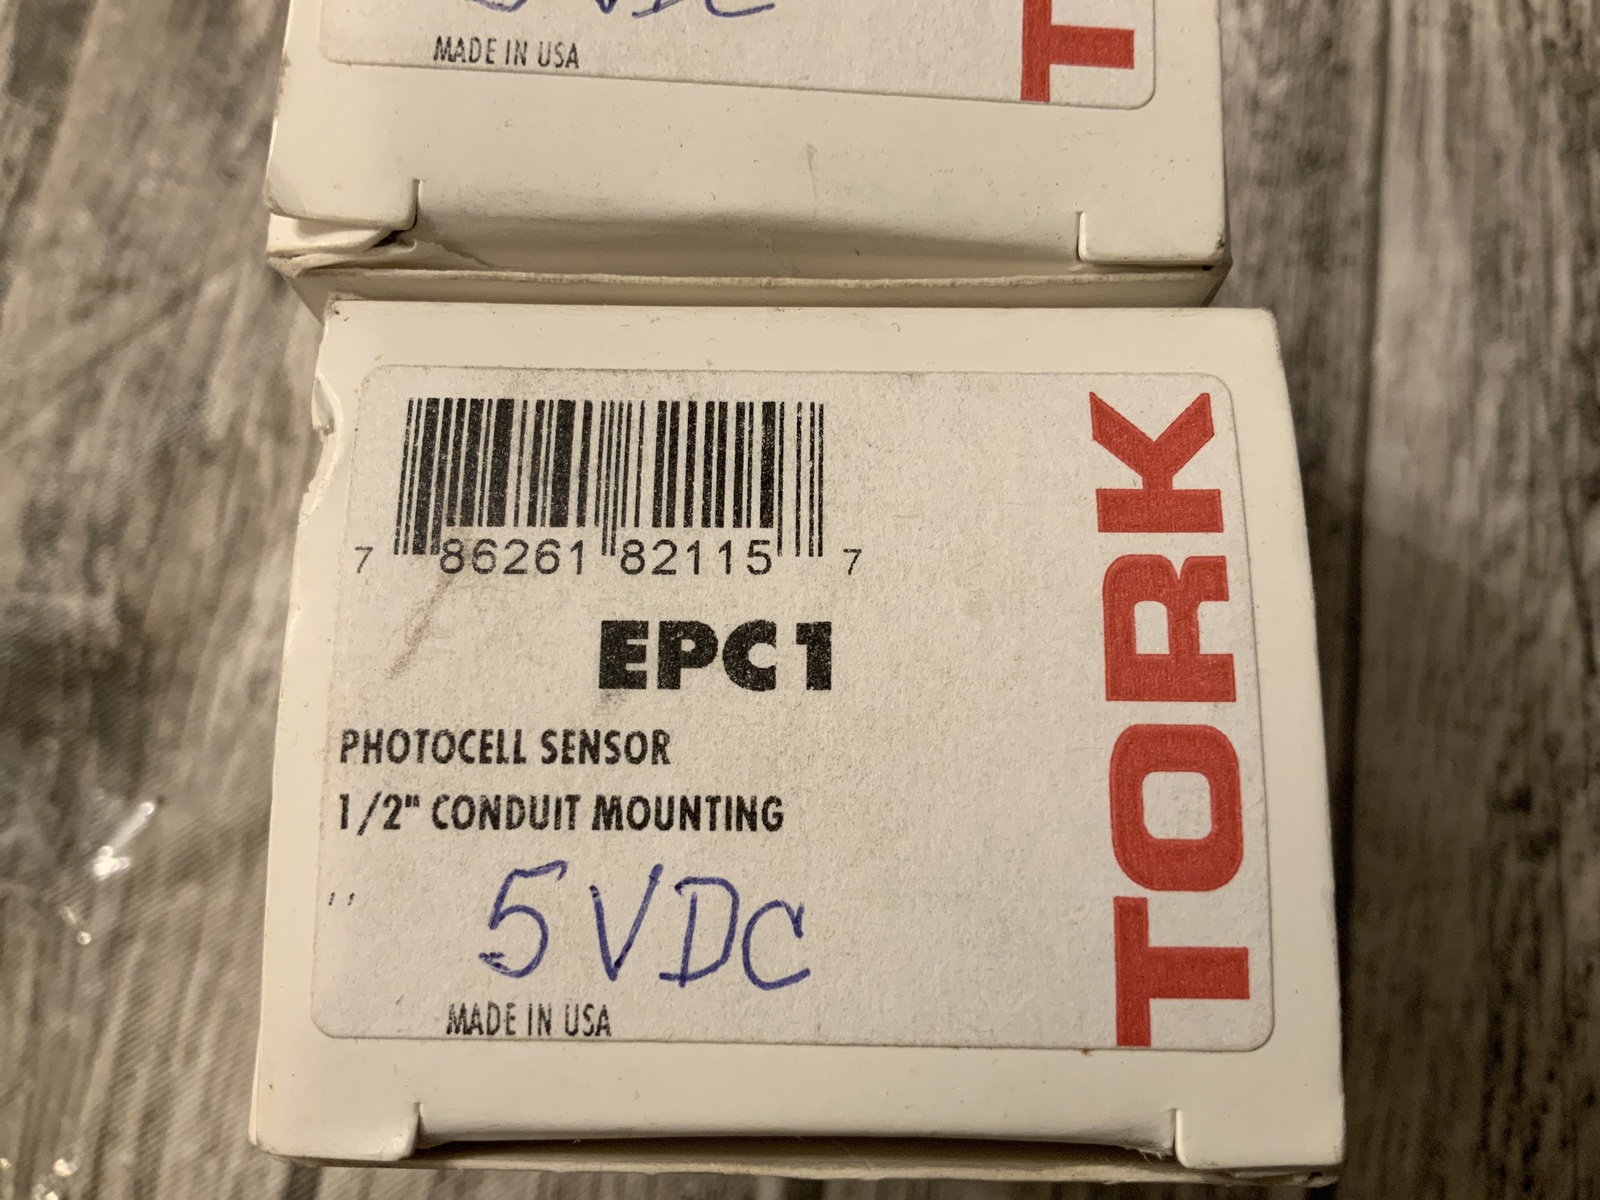 5 VDC
MADE IN USA
T
7 86261 82115 7
EPC1
PHOTOCELL SENSOR
1/2" CONDUIT MOUNTING
5 VDC
MADE IN USA
TORK